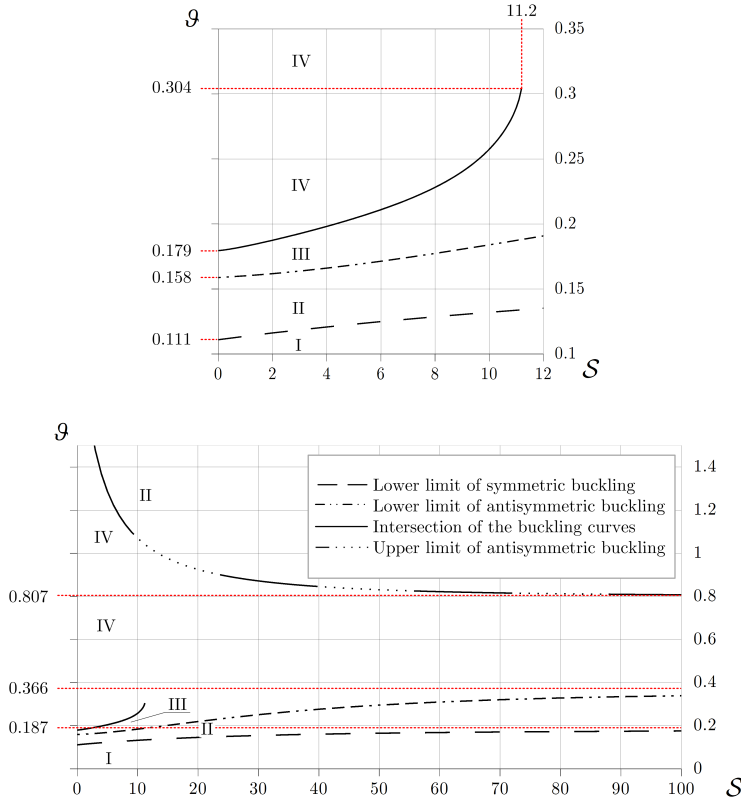 11.2
ϑ
0.35
IV
0.304
0.3
0.25
IV
0.2
0.179
III
0.158
0.15
II
0.111
I
0.1
0 2 4 6 8 10 12
𝒮
ϑ
1.4
Lower limit of symmetric buckling
II
Lower limit of antisymmetric buckling
1.2
Intersection of the buckling curves
IV
Upper limit of antisymmetric buckling
1
0.807
0.8
IV
0.6
0.366
0.4
III
0.187
II
0.2
I
0
0 10 20 30 40 50 60 70 80 90 100
𝒮